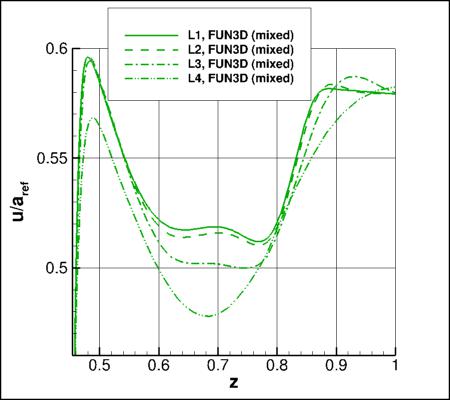 L1, FUN3D (mixed)
L2, FUN3D (mixed)
L3, FUN3D (mixed)
L4, FUN3D (mixed)
0.6
0.55
0.5
u/aref
0.5 0.6 0.7 0.8 0.9 1
z